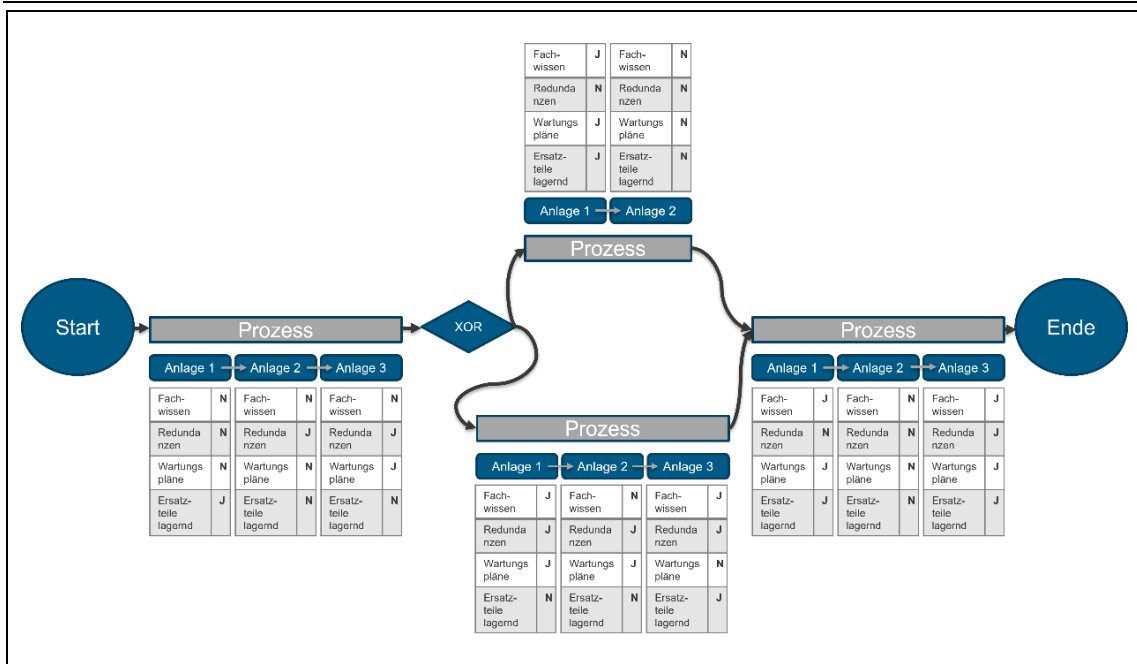 Fach-
wissen
J
Fach-
wissen
N
Redunda
nzen
N
Redunda
nzen
N
Wartungs
pläne
J
Wartungs
pläne
N
Ersatz-
teile
lagernd
J
Ersatz-
teile
lagernd
N
Anlage 1
Anlage 2
Prozess
Start
Prozess
XOR
Prozess
Ende
Anlage 1
Anlage 2
Anlage 3
Fach-
wissen
N
Fach-
wissen
N
Fach-
wissen
N
Redunda
nzen
N
Redunda
nzen
J
Redunda
nzen
J
Wartungs
pläne
N
Wartungs
pläne
N
Wartungs
pläne
J
Ersatz-
teile
lagernd
J
Ersatz-
teile
lagernd
N
Ersatz-
teile
lagernd
N
Prozess
Anlage 1
Anlage 2
Anlage 3
Fach-
wissen
J
Fach-
wissen
N
Fach-
wissen
J
Redunda
nzen
J
Redunda
nzen
J
Redunda
nzen
J
Wartungs
pläne
J
Wartungs
pläne
J
Wartungs
pläne
N
Ersatz-
teile
lagernd
N
Ersatz-
teile
lagernd
N
Ersatz-
teile
lagernd
J
Anlage 1
Anlage 2
Anlage 3
Fach-
wissen
J
Fach-
wissen
N
Fach-
wissen
J
Redunda
nzen
N
Redunda
nzen
N
Redunda
nzen
J
Wartungs
pläne
J
Wartungs
pläne
N
Wartungs
pläne
J
Ersatz-
teile
lagernd
J
Ersatz-
teile
lagernd
N
Ersatz-
teile
lagernd
J